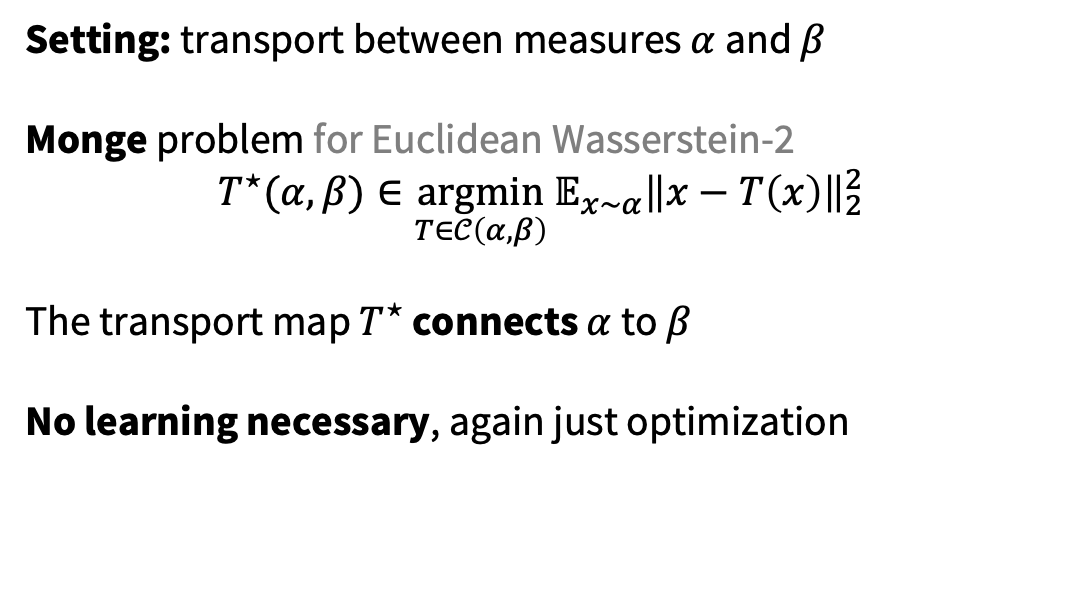 Setting: transport between measures α and β
Monge problem for Euclidean Wasserstein-2
T⋆(α, β) ∈ argmin 𝔼ₓ~α‖x − T(x)‖₂²
T∈𝒞(α,β)
The transport map T⋆ connects α to β
No learning necessary, again just optimization